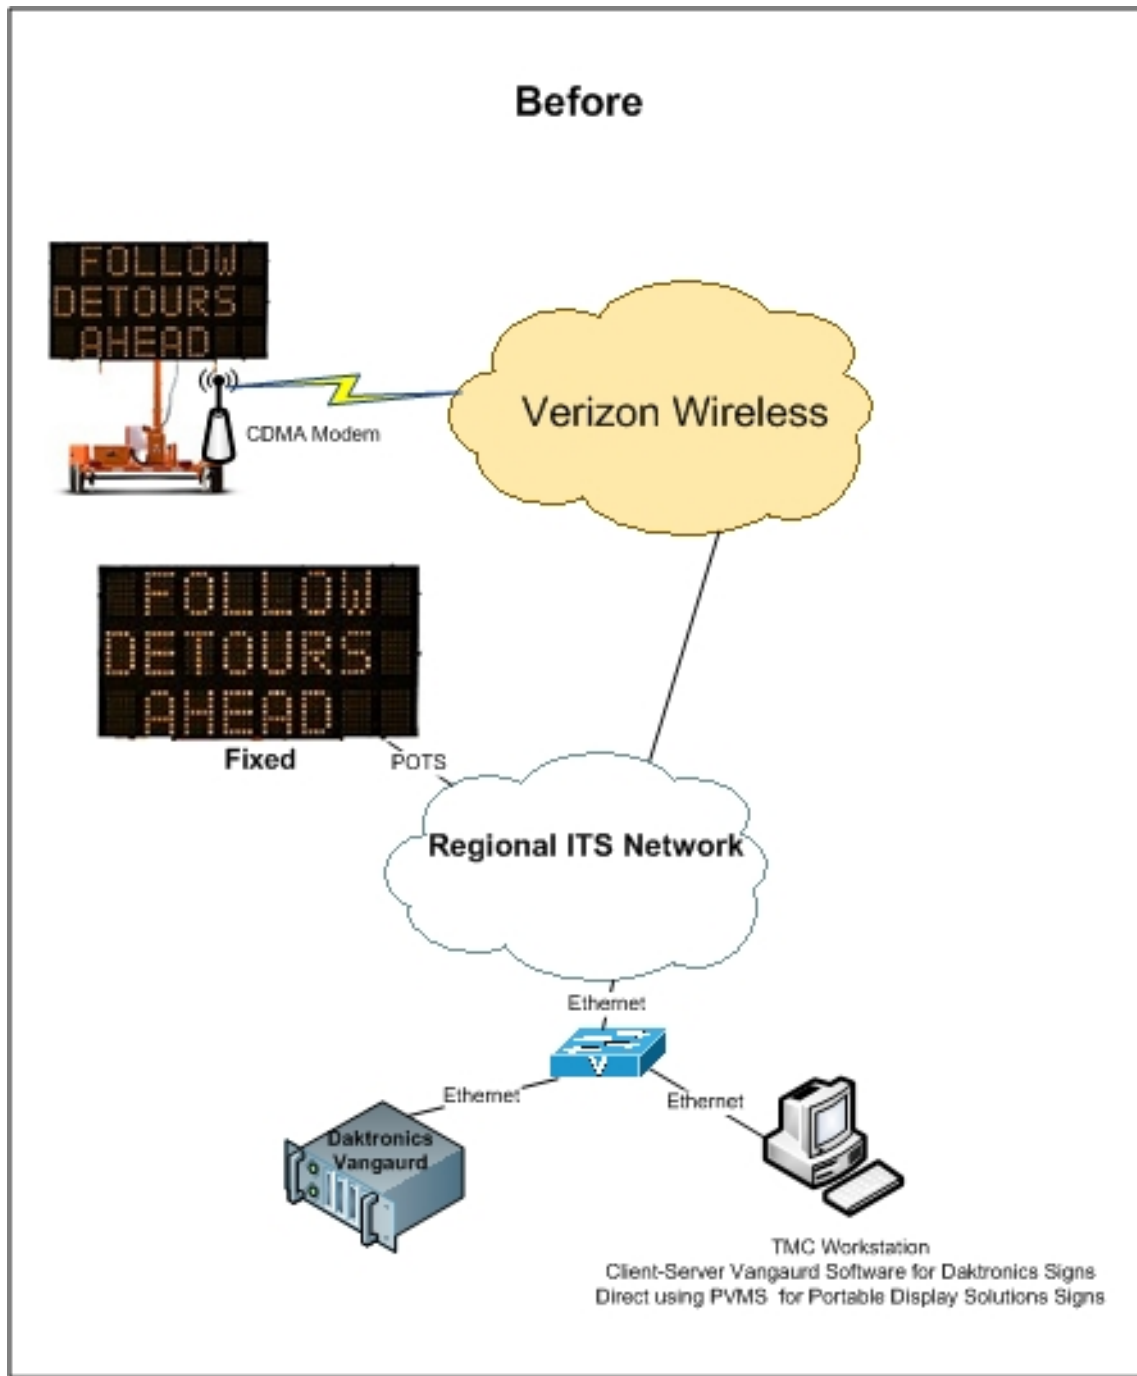 Before
FOLLOW
DETOURS
AHEAD
CDMA Modem
Verizon Wireless
FOLLOW
DETOURS
AHEAD
Fixed
POTS
Regional ITS Network
Ethernet
V
Ethernet
Ethernet
Daktronics
Vangaurd
TMC Workstation
Client-Server Vangaurd Software for Daktronics Signs
Direct using PVMS for Portable Display Solutions Signs